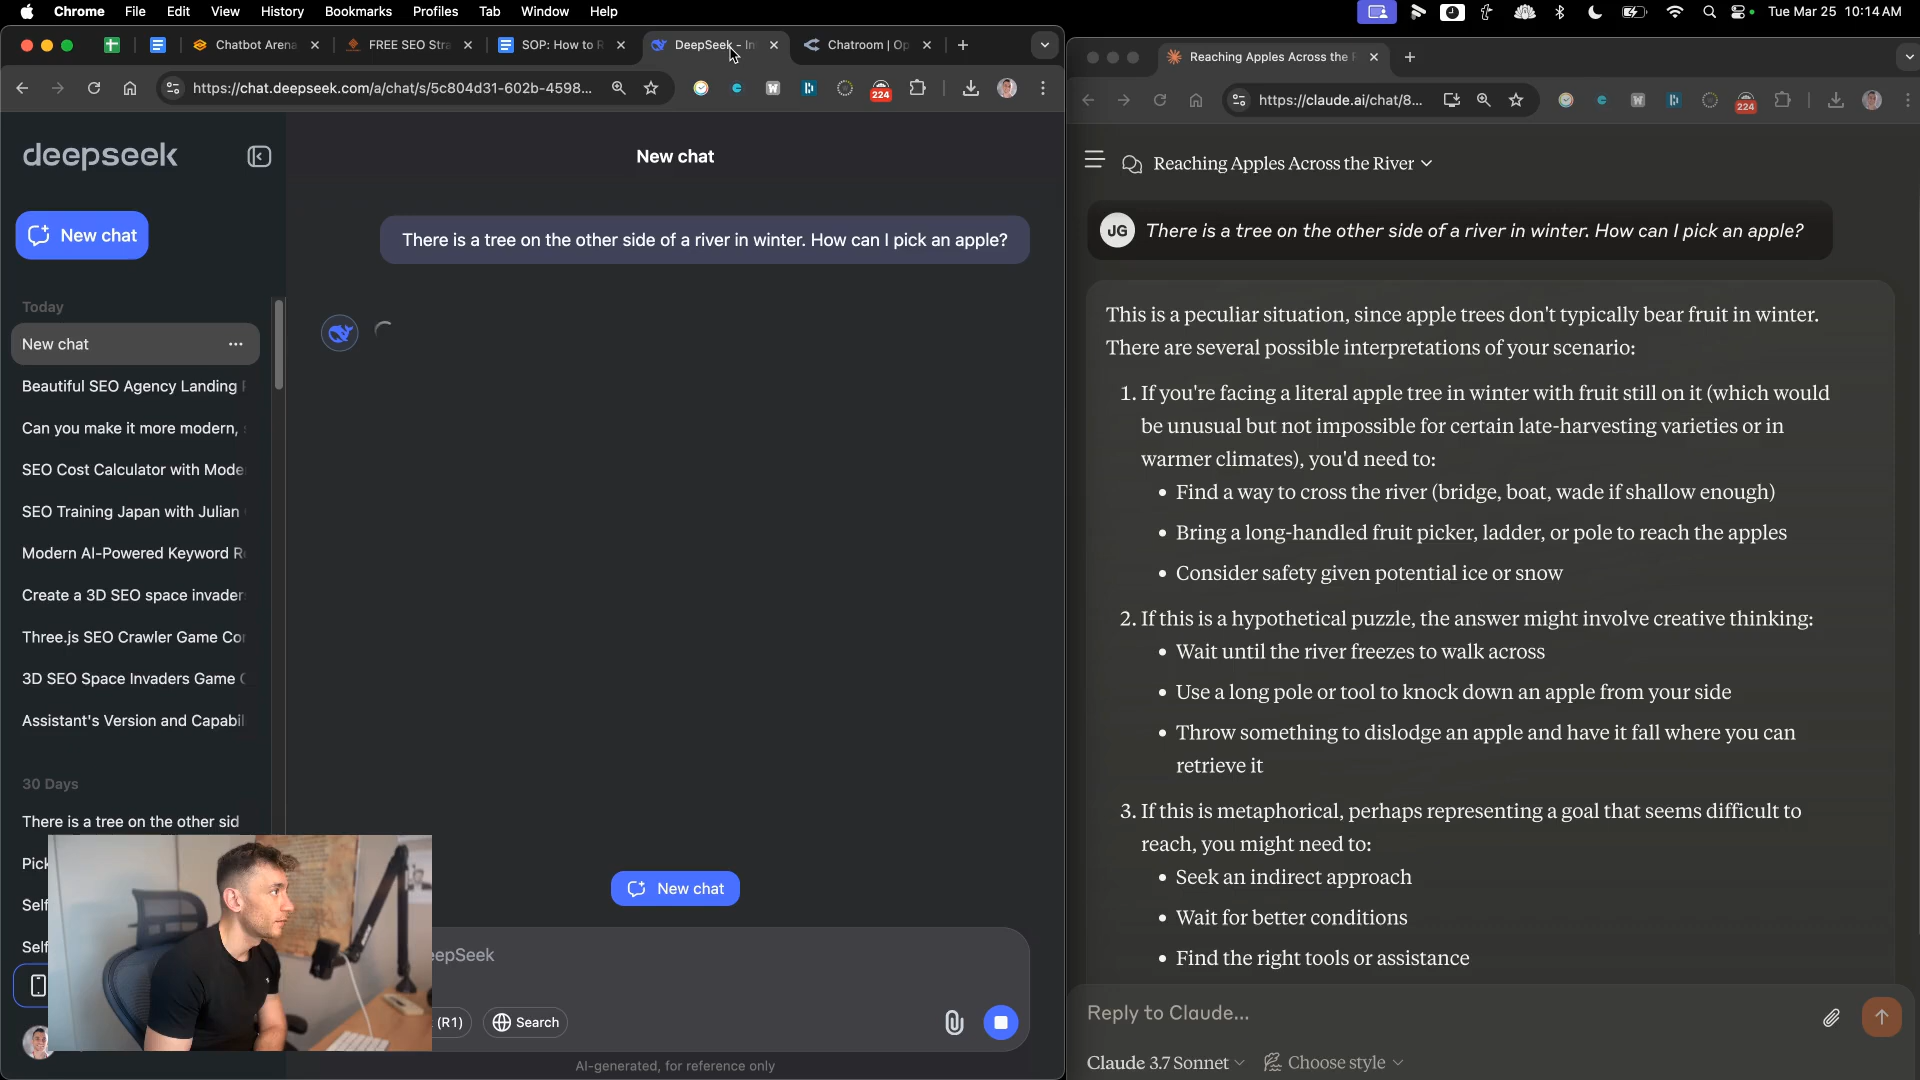 Chrome File Edit View History Bookmarks Profiles Tab Window Help
Tue Mar 25 10:14 AM
Chatbot Arena
FREE SEO Stra
SOP: How to R
DeepSeek - In
Chatroom | Op
https://chat.deepseek.com/a/chat/s/5c804d31-602b-4598...
224
deepseek
New chat
Today
New chat
Beautiful SEO Agency Landing
Can you make it more modern,
SEO Cost Calculator with Mode
SEO Training Japan with Julian
Modern AI-Powered Keyword R
Create a 3D SEO space invader
Three.js SEO Crawler Game Co
3D SEO Space Invaders Game
Assistant's Version and Capabil
30 Days
There is a tree on the other sid
Pick
Self
Self
New chat
There is a tree on the other side of a river in winter. How can I pick an apple?
New chat
epSeek
(R1)
Search
AI-generated, for reference only
Reaching Apples Across the
https://claude.ai/chat/8...
224
Reaching Apples Across the River
JG
There is a tree on the other side of a river in winter. How can I pick an apple?
This is a peculiar situation, since apple trees don't typically bear fruit in winter.
There are several possible interpretations of your scenario:
1. If you're facing a literal apple tree in winter with fruit still on it (which would
be unusual but not impossible for certain late-harvesting varieties or in
warmer climates), you'd need to:
• Find a way to cross the river (bridge, boat, wade if shallow enough)
• Bring a long-handled fruit picker, ladder, or pole to reach the apples
• Consider safety given potential ice or snow
2. If this is a hypothetical puzzle, the answer might involve creative thinking:
• Wait until the river freezes to walk across
• Use a long pole or tool to knock down an apple from your side
• Throw something to dislodge an apple and have it fall where you can
retrieve it
3. If this is metaphorical, perhaps representing a goal that seems difficult to
reach, you might need to:
• Seek an indirect approach
• Wait for better conditions
• Find the right tools or assistance
Reply to Claude...
Claude 3.7 Sonnet
Choose style